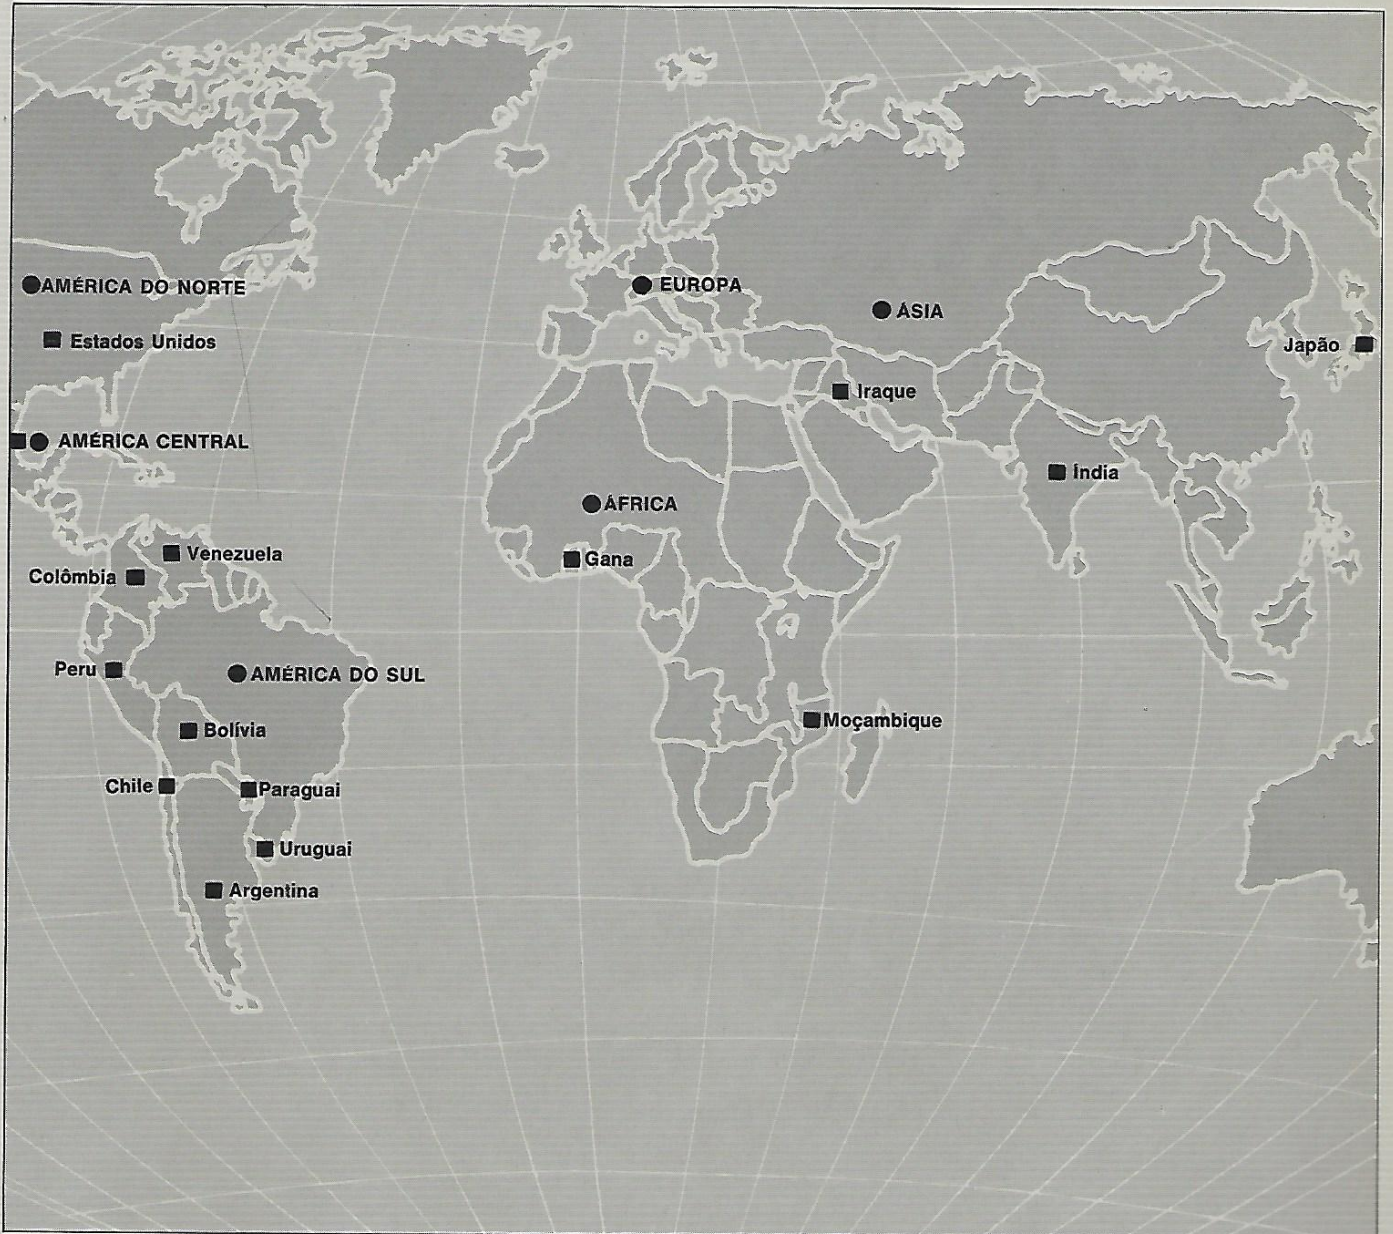 AMÉRICA DO NORTE
EUROPA
ÁSIA
Estados Unidos
Japão
Iraque
AMÉRICA CENTRAL
Índia
ÁFRICA
Venezuela
Gana
Colômbia
Peru
AMÉRICA DO SUL
Moçambique
Bolívia
Chile
Paraguai
Uruguai
Argentina